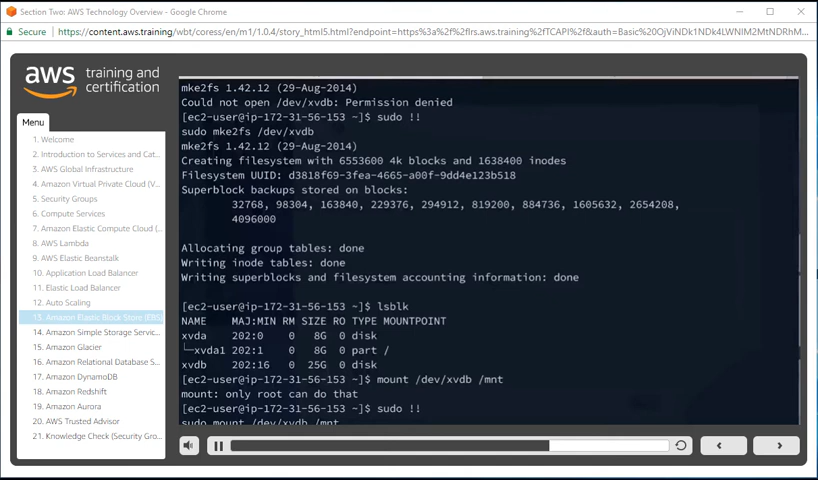 Section Two: AWS Technology Overview - Google Chrome
Secure https://content.aws.training/wbt/coress/en/m1/1.0.4/story_html5.html?endpoint=https%3a%2f%2flrs.aws.training%2fTCAPI%2f&auth=Basic%20OjViNDk1NDk4LWNlM2MtNDRhM...
aws training and
certification
Menu
1. Welcome
2. Introduction to Services and Cat...
3. AWS Global Infrastructure
4. Amazon Virtual Private Cloud (V...
5. Security Groups
6. Compute Services
7. Amazon Elastic Compute Cloud (...
8. AWS Lambda
9. AWS Elastic Beanstalk
10. Application Load Balancer
11. Elastic Load Balancer
12. Auto Scaling
13. Amazon Elastic Block Store (EBS)
14. Amazon Simple Storage Servic...
15. Amazon Glacier
16. Amazon Relational Database S...
17. Amazon DynamoDB
18. Amazon Redshift
19. Amazon Aurora
20. AWS Trusted Advisor
21. Knowledge Check (Security Gro...
mke2fs 1.42.12 (29-Aug-2014)
Could not open /dev/xvdb: Permission denied
[ec2-user@ip-172-31-56-153 ~]$ sudo !!
sudo mke2fs /dev/xvdb
mke2fs 1.42.12 (29-Aug-2014)
Creating filesystem with 6553600 4k blocks and 1638400 inodes
Filesystem UUID: d3818f69-3fea-4665-a00f-9dd4e123b518
Superblock backups stored on blocks:
32768, 98304, 163840, 229376, 294912, 819200, 884736, 1605632, 2654208,
4096000
Allocating group tables: done
Writing inode tables: done
Writing superblocks and filesystem accounting information: done
[ec2-user@ip-172-31-56-153 ~]$ lsblk
NAME MAJ:MIN RM SIZE RO TYPE MOUNTPOINT
xvda 202:0 0 8G 0 disk
└─xvda1 202:1 0 8G 0 part /
xvdb 202:16 0 25G 0 disk
[ec2-user@ip-172-31-56-153 ~]$ mount /dev/xvdb /mnt
mount: only root can do that
[ec2-user@ip-172-31-56-153 ~]$ sudo !!
sudo mount /dev/xvdb /mnt